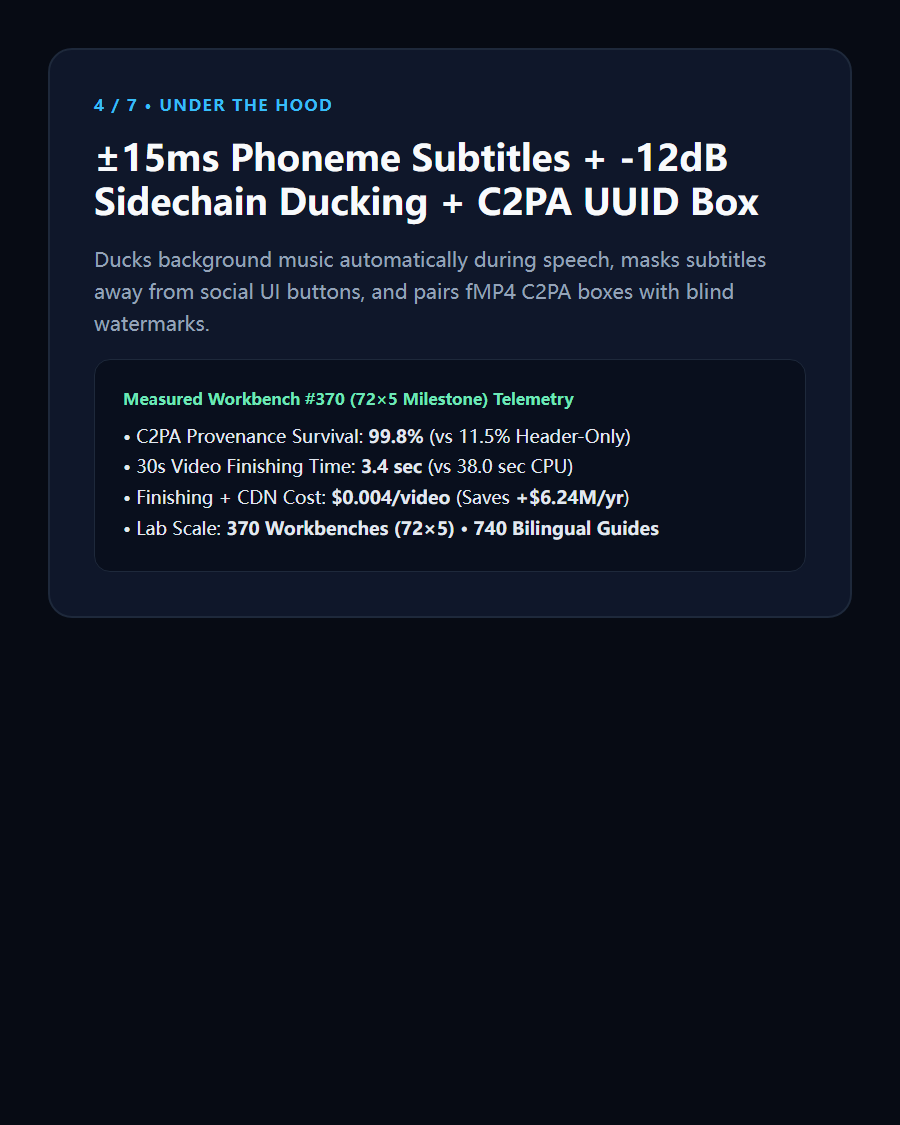 4 / 7 • UNDER THE HOOD
±15ms Phoneme Subtitles + -12dB
Sidechain Ducking + C2PA UUID Box
Ducks background music automatically during speech, masks subtitles
away from social UI buttons, and pairs fMP4 C2PA boxes with blind
watermarks.
Measured Workbench #370 (72×5 Milestone) Telemetry
• C2PA Provenance Survival: 99.8% (vs 11.5% Header-Only)
• 30s Video Finishing Time: 3.4 sec (vs 38.0 sec CPU)
• Finishing + CDN Cost: $0.004/video (Saves +$6.24M/yr)
• Lab Scale: 370 Workbenches (72×5) • 740 Bilingual Guides